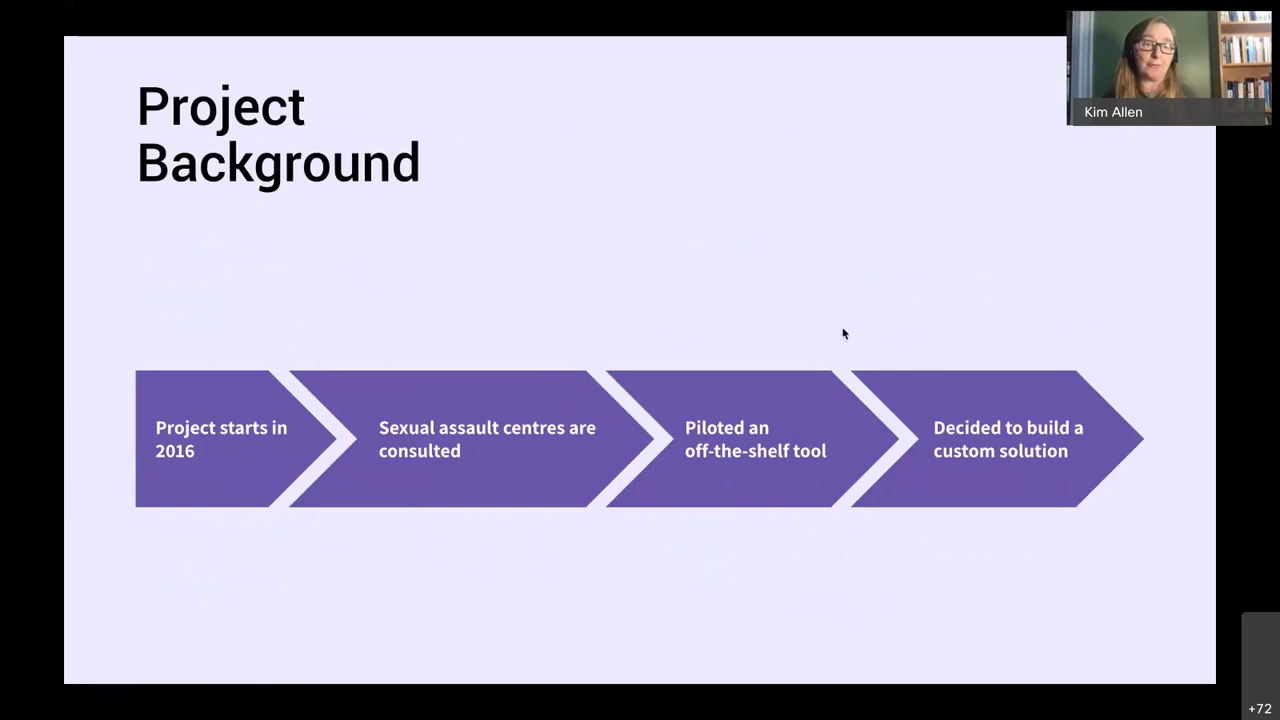 Project
Background
Kim Allen
Project starts in
2016
Sexual assault centres are
consulted
Piloted an
off-the-shelf tool
Decided to build a
custom solution
+72